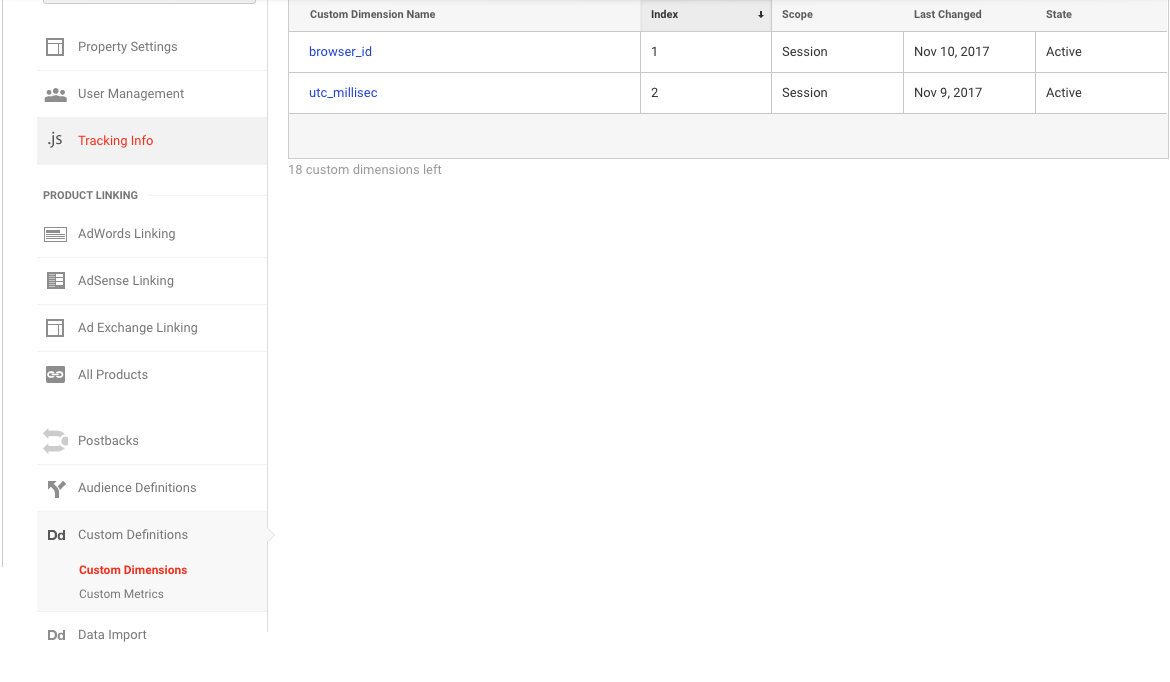 Property Settings
User Management
.js Tracking Info
PRODUCT LINKING
AdWords Linking
AdSense Linking
Ad Exchange Linking
All Products
Postbacks
Audience Definitions
Dd Custom Definitions
Custom Dimensions
Custom Metrics
Dd Data Import
Custom Dimension Name Index Scope Last Changed State
browser_id 1 Session Nov 10, 2017 Active
utc_millisec 2 Session Nov 9, 2017 Active
18 custom dimensions left